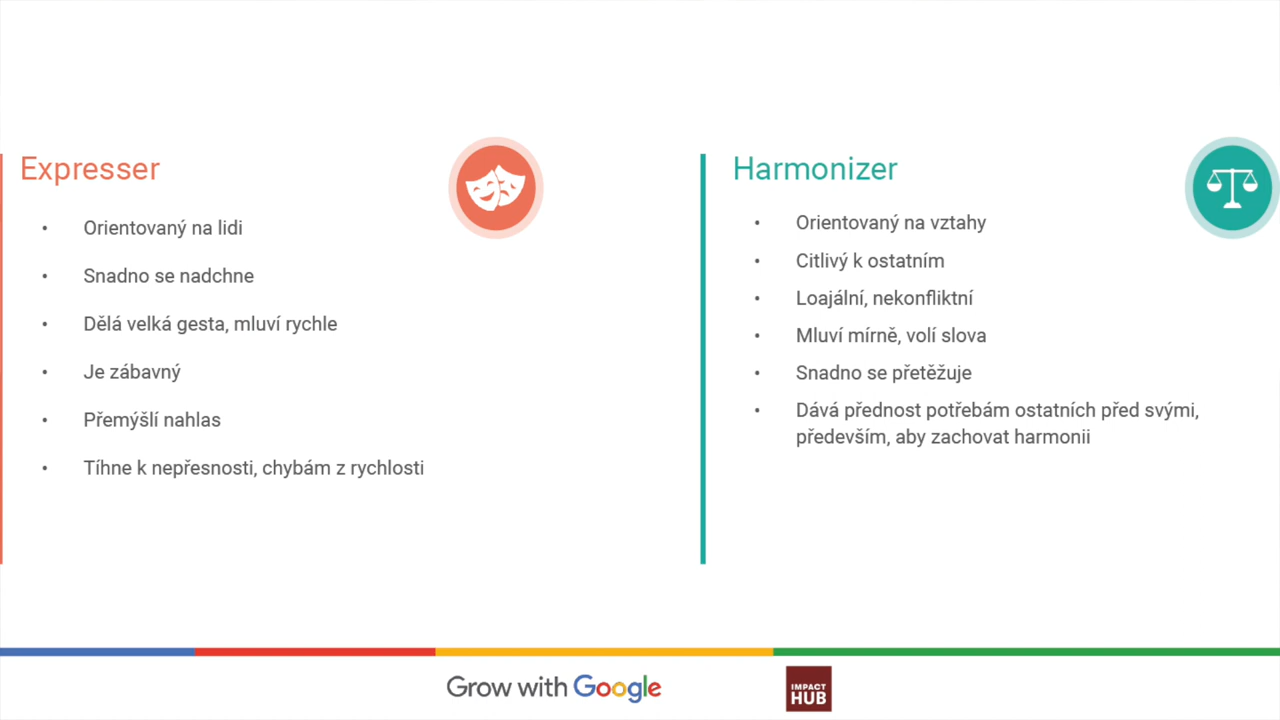 Expresser
• Orientovaný na lidi
• Snadno se nadchne
• Dělá velká gesta, mluví rychle
• Je zábavný
• Přemýšlí nahlas
• Tíhne k nepřesnosti, chybám z rychlosti
Harmonizer
• Orientovaný na vztahy
• Citlivý k ostatním
• Loajální, nekonfliktní
• Mluví mírně, volí slova
• Snadno se přetěžuje
• Dává přednost potřebám ostatních před svými,
především, aby zachovat harmonii
Grow with Google
IMPACT
HUB